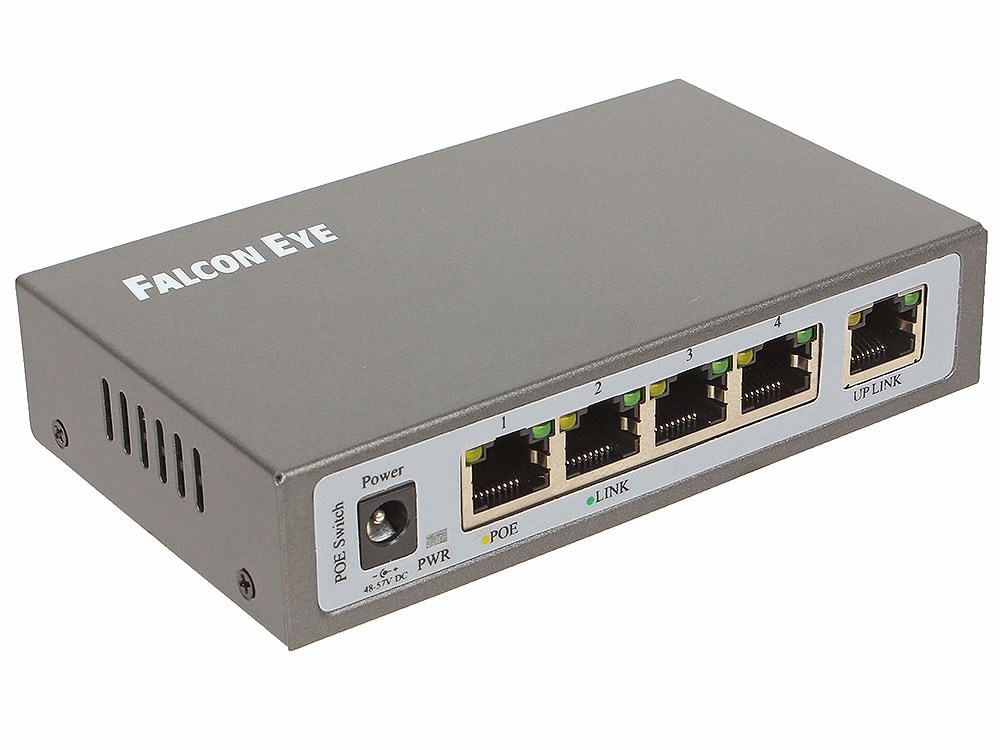 FALCON EYE
POE Switch
Power
- +
48-57V DC
PWR
POE
LINK
1
2
3
4
UP LINK